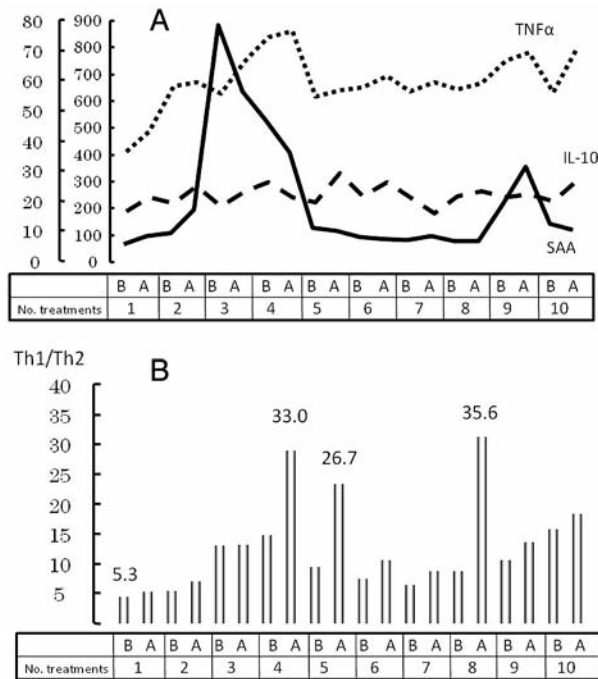 A
TNFα
IL-10
SAA
80 900
70 800
60 700
50 600
40 500
30 400
20 300
10 200
0 100
B A B A B A B A B A B A B A B A B A B A
No. treatments 1 2 3 4 5 6 7 8 9 10
Th1/Th2
B
40
35
30
25
20
15
10
5
5.3
33.0
26.7
35.6
B A B A B A B A B A B A B A B A B A B A
No. treatments 1 2 3 4 5 6 7 8 9 10